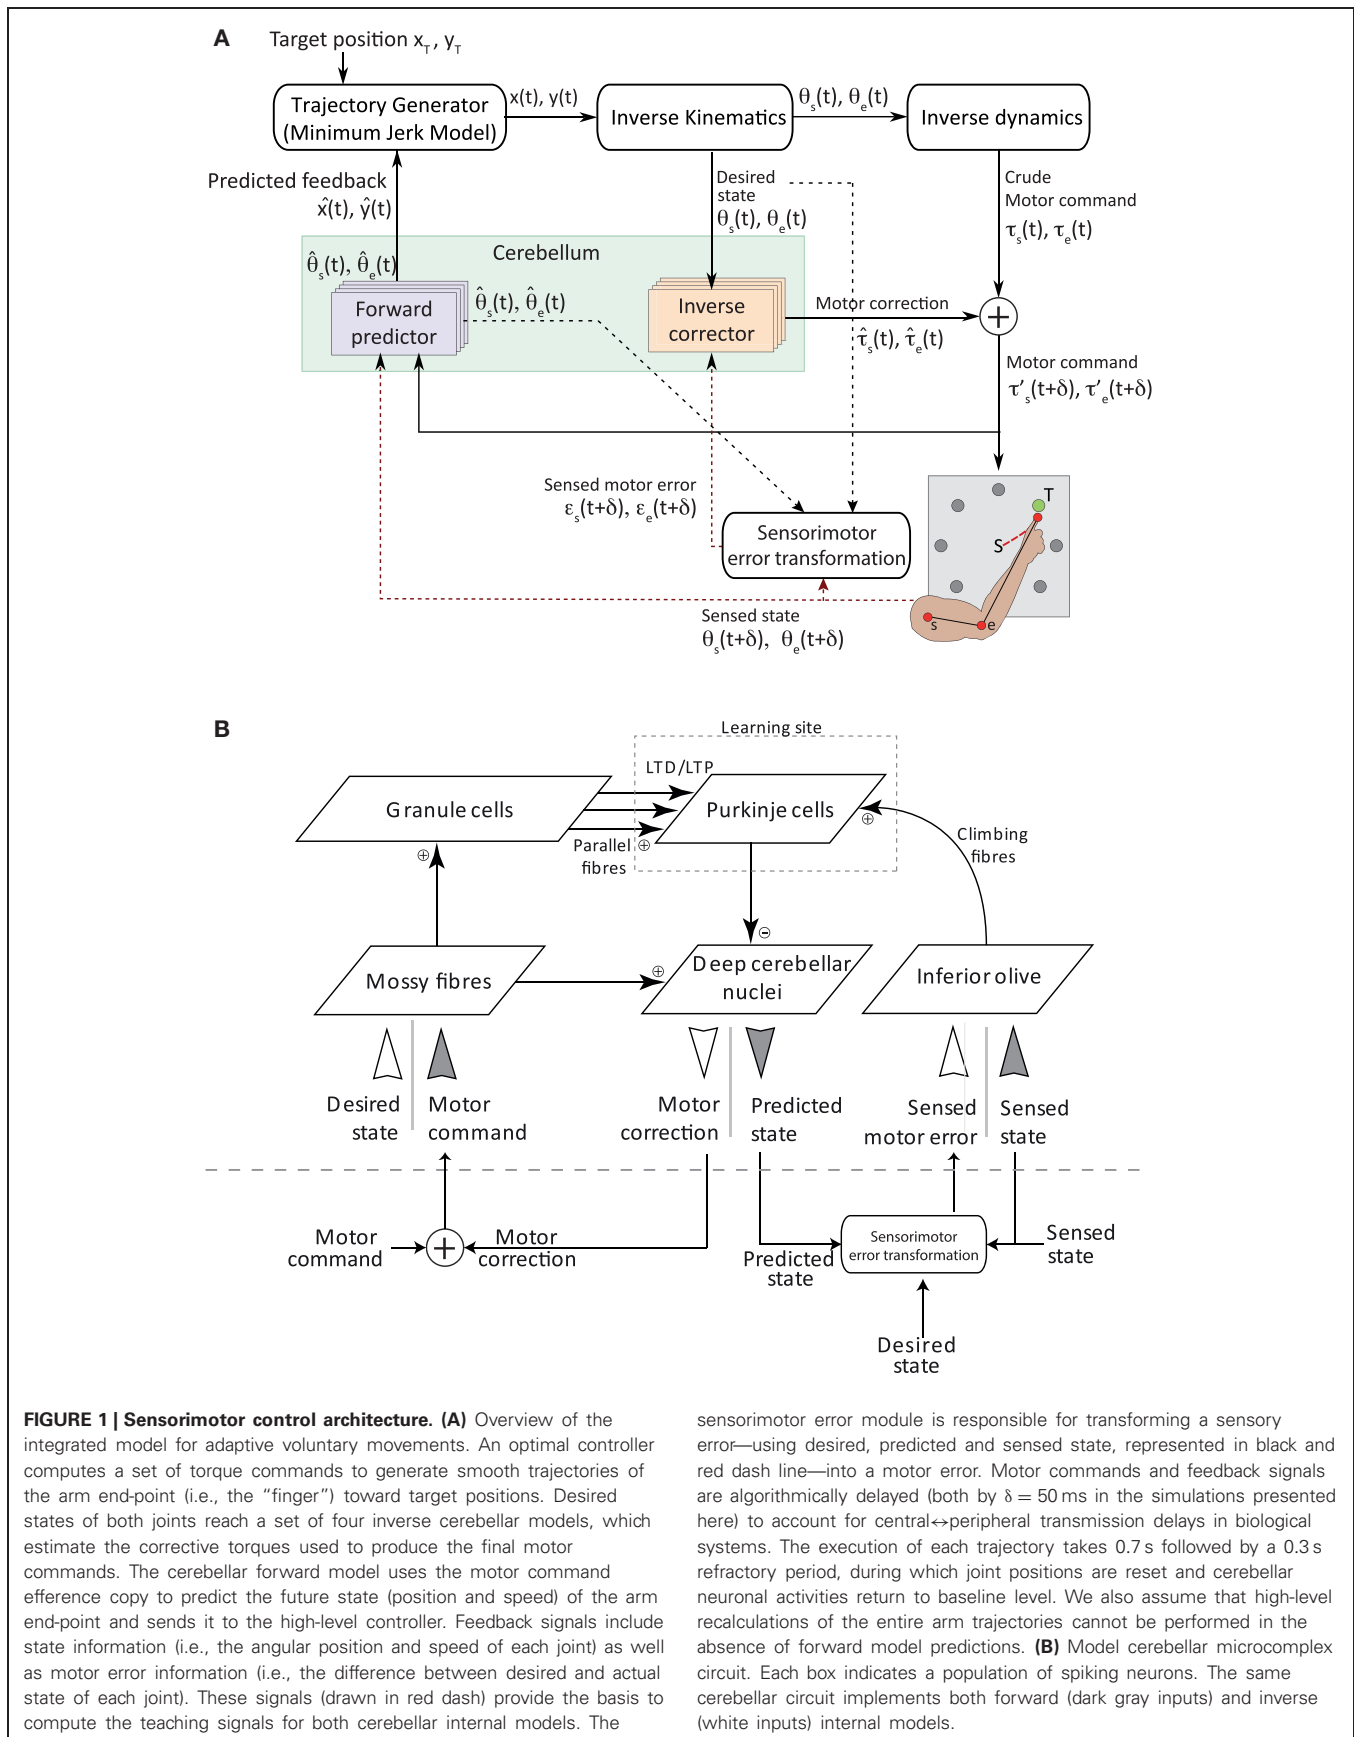 A
Target position x_T, y_T
Trajectory Generator
(Minimum Jerk Model)
x(t), y(t)
Inverse Kinematics
θ_s(t), θ_e(t)
Inverse dynamics
Predicted feedback
x̂(t), ŷ(t)
Desired
state
θ_s(t), θ_e(t)
Crude
Motor command
τ_s(t), τ_e(t)
Cerebellum
θ̂_s(t), θ̂_e(t)
Forward
predictor
θ̂_s(t), θ̂_e(t)
Inverse
corrector
Motor correction
τ̂_s(t), τ̂_e(t)
+
Motor command
τ′_s(t+δ), τ′_e(t+δ)
Sensed motor error
ε_s(t+δ), ε_e(t+δ)
Sensorimotor
error transformation
T
S
s
e
Sensed state
θ_s(t+δ), θ_e(t+δ)
B
Learning site
LTD/LTP
Granule cells
Purkinje cells
Parallel
fibres
⊕
⊕
⊕
Climbing
fibres
⊖
Mossy fibres
⊕
Deep cerebellar
nuclei
Inferior olive
Desired
state
Motor
command
Motor
correction
Predicted
state
Sensed
motor error
Sensed
state
Motor
command
+
Motor
correction
Predicted
state
Sensorimotor
error transformation
Sensed
state
Desired
state
FIGURE 1 | Sensorimotor control architecture. (A) Overview of the
integrated model for adaptive voluntary movements. An optimal controller
computes a set of torque commands to generate smooth trajectories of
the arm end-point (i.e., the “finger”) toward target positions. Desired
states of both joints reach a set of four inverse cerebellar models, which
estimate the corrective torques used to produce the final motor
commands. The cerebellar forward model uses the motor command
efference copy to predict the future state (position and speed) of the arm
end-point and sends it to the high-level controller. Feedback signals include
state information (i.e., the angular position and speed of each joint) as well
as motor error information (i.e., the difference between desired and actual
state of each joint). These signals (drawn in red dash) provide the basis to
compute the teaching signals for both cerebellar internal models. The
sensorimotor error module is responsible for transforming a sensory
error—using desired, predicted and sensed state, represented in black and
red dash line—into a motor error. Motor commands and feedback signals
are algorithmically delayed (both by δ = 50 ms in the simulations presented
here) to account for central↔peripheral transmission delays in biological
systems. The execution of each trajectory takes 0.7 s followed by a 0.3 s
refractory period, during which joint positions are reset and cerebellar
neuronal activities return to baseline level. We also assume that high-level
recalculations of the entire arm trajectories cannot be performed in the
absence of forward model predictions. (B) Model cerebellar microcomplex
circuit. Each box indicates a population of spiking neurons. The same
cerebellar circuit implements both forward (dark gray inputs) and inverse
(white inputs) internal models.